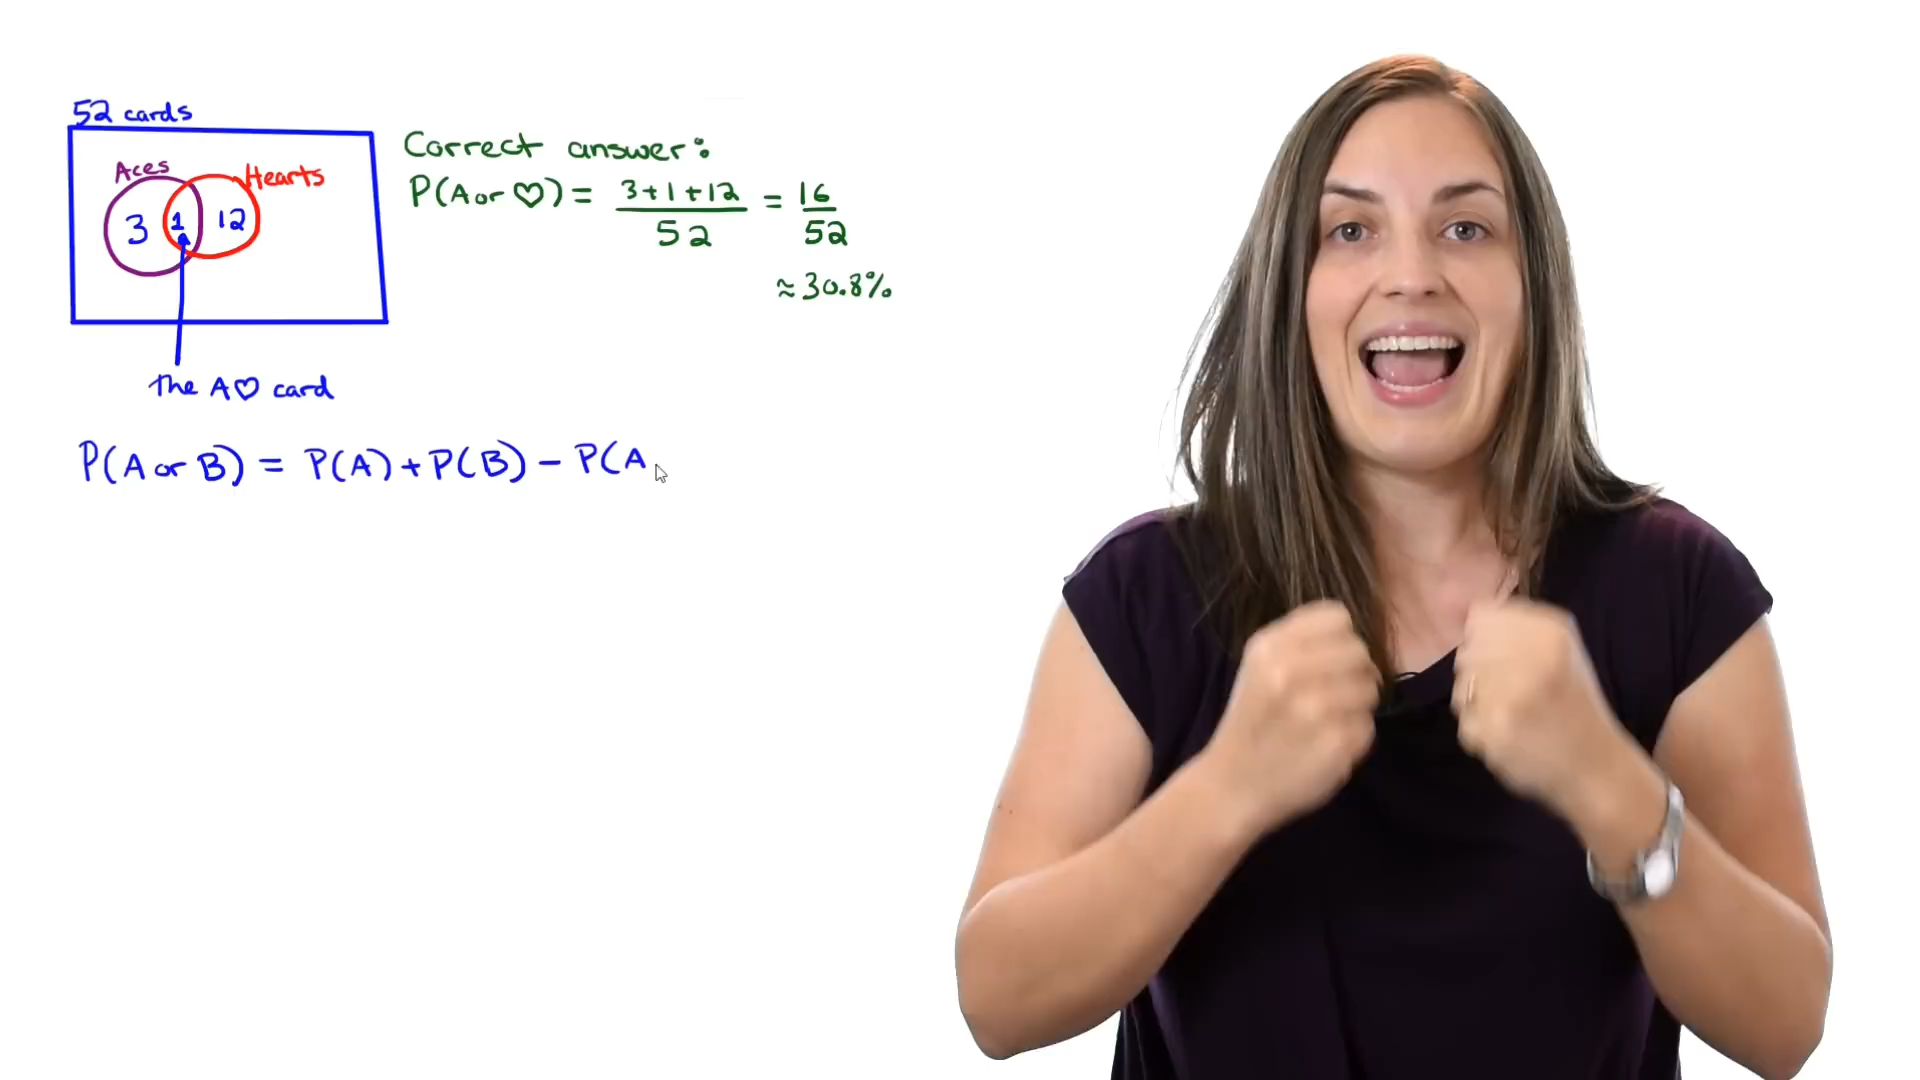 52 cards
Aces
Hearts
3 1 12
the A♡ card
Correct answer:
P(A or ♡) = 3+1+12 / 52 = 16 / 52
≈ 30.8%
P(A or B) = P(A) + P(B) - P(A